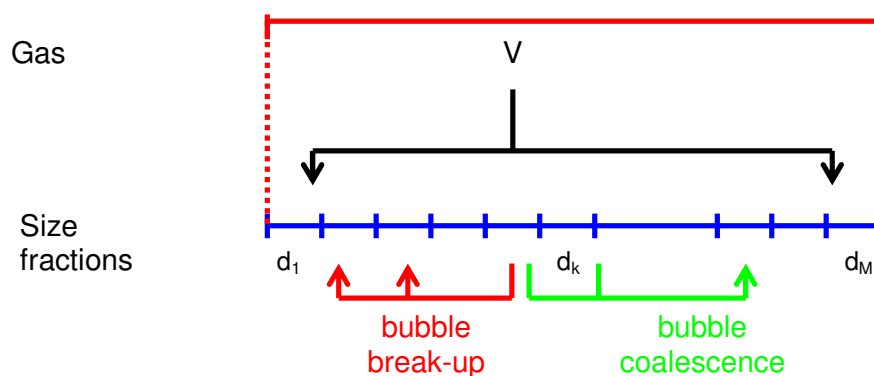 Gas
V
Size
fractions
d1
dk
dM
bubble
break-up
bubble
coalescence